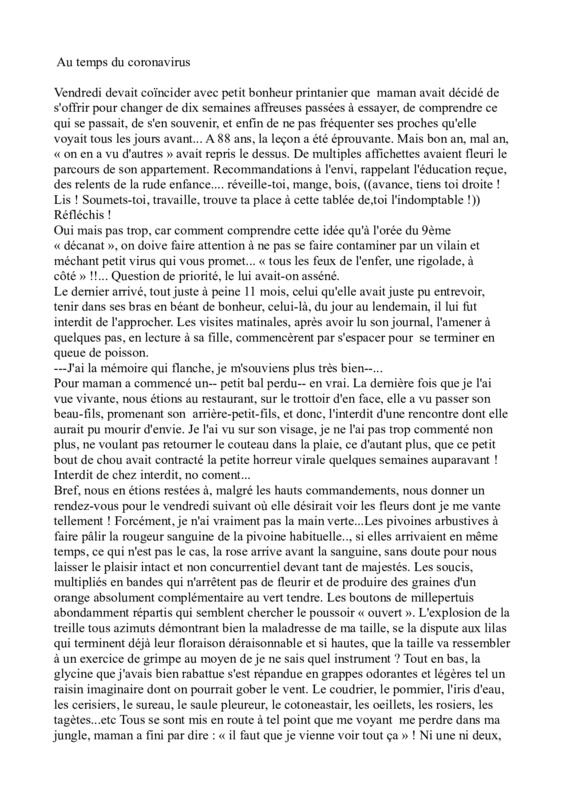 Au temps du coronavirus
Vendredi devait coïncider avec petit bonheur printanier que maman avait décidé de
s'offrir pour changer de dix semaines affreuses passées à essayer, de comprendre ce
qui se passait, de s'en souvenir, et enfin de ne pas fréquenter ses proches qu'elle
voyait tous les jours avant... A 88 ans, la leçon a été éprouvante. Mais bon an, mal an,
« on en a vu d'autres » avait repris le dessus. De multiples affichettes avaient fleuri le
parcours de son appartement. Recommandations à l'envi, rappelant l'éducation reçue,
des relents de la rude enfance.... réveille-toi, mange, bois, ((avance, tiens toi droite !
Lis ! Soumets-toi, travaille, trouve ta place à cette tablée de,toi l'indomptable !))
Réfléchis !
Oui mais pas trop, car comment comprendre cette idée qu'à l'orée du 9ème
« décanat », on doive faire attention à ne pas se faire contaminer par un vilain et
méchant petit virus qui vous promet... « tous les feux de l'enfer, une rigolade, à
côté » !!... Question de priorité, le lui avait-on asséné.
Le dernier arrivé, tout juste à peine 11 mois, celui qu'elle avait juste pu entrevoir,
tenir dans ses bras en béant de bonheur, celui-là, du jour au lendemain, il lui fut
interdit de l'approcher. Les visites matinales, après avoir lu son journal, l'amener à
quelques pas, en lecture à sa fille, commencèrent par s'espacer pour se terminer en
queue de poisson.
---J'ai la mémoire qui flanche, je m'souviens plus très bien--...
Pour maman a commencé un-- petit bal perdu-- en vrai. La dernière fois que je l'ai
vue vivante, nous étions au restaurant, sur le trottoir d'en face, elle a vu passer son
beau-fils, promenant son arrière-petit-fils, et donc, l'interdit d'une rencontre dont elle
aurait pu mourir d'envie. Je l'ai vu sur son visage, je ne l'ai pas trop commenté non
plus, ne voulant pas retourner le couteau dans la plaie, ce d'autant plus, que ce petit
bout de chou avait contracté la petite horreur virale quelques semaines auparavant !
Interdit de chez interdit, no coment...
Bref, nous en étions restées à, malgré les hauts commandements, nous donner un
rendez-vous pour le vendredi suivant où elle désirait voir les fleurs dont je me vante
tellement ! Forcément, je n'ai vraiment pas la main verte...Les pivoines arbustives à
faire pâlir la rougeur sanguine de la pivoine habituelle.., si elles arrivaient en même
temps, ce qui n'est pas le cas, la rose arrive avant la sanguine, sans doute pour nous
laisser le plaisir intact et non concurrentiel devant tant de majestés. Les soucis,
multipliés en bandes qui n'arrêtent pas de fleurir et de produire des graines d'un
orange absolument complémentaire au vert tendre. Les boutons de millepertuis
abondamment répartis qui semblent chercher le poussoir « ouvert ». L'explosion de la
treille tous azimuts démontrant bien la maladresse de ma taille, se la dispute aux lilas
qui terminent déjà leur floraison déraisonnable et si hautes, que la taille va ressembler
à un exercice de grimpe au moyen de je ne sais quel instrument ? Tout en bas, la
glycine que j'avais bien rabattue s'est répandue en grappes odorantes et légères tel un
raisin imaginaire dont on pourrait gober le vent. Le coudrier, le pommier, l'iris d'eau,
les cerisiers, le sureau, le saule pleureur, le cotoneastair, les oeillets, les rosiers, les
tagètes...etc Tous se sont mis en route à tel point que me voyant me perdre dans ma
jungle, maman a fini par dire : « il faut que je vienne voir tout ça » ! Ni une ni deux,